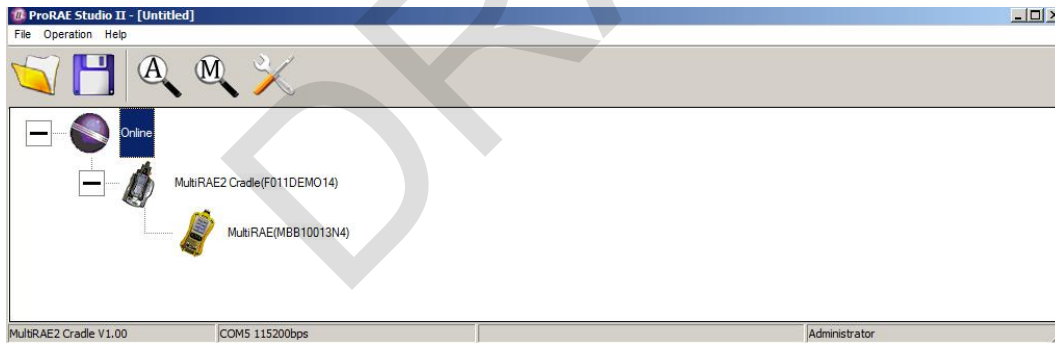 ProRAE Studio II - [Untitled]
File Operation Help
A M
Online
MultiRAE2 Cradle(F011DEMO14)
MultiRAE(MBB10013N4)
MultiRAE2 Cradle V1.00 COM5 115200bps Administrator